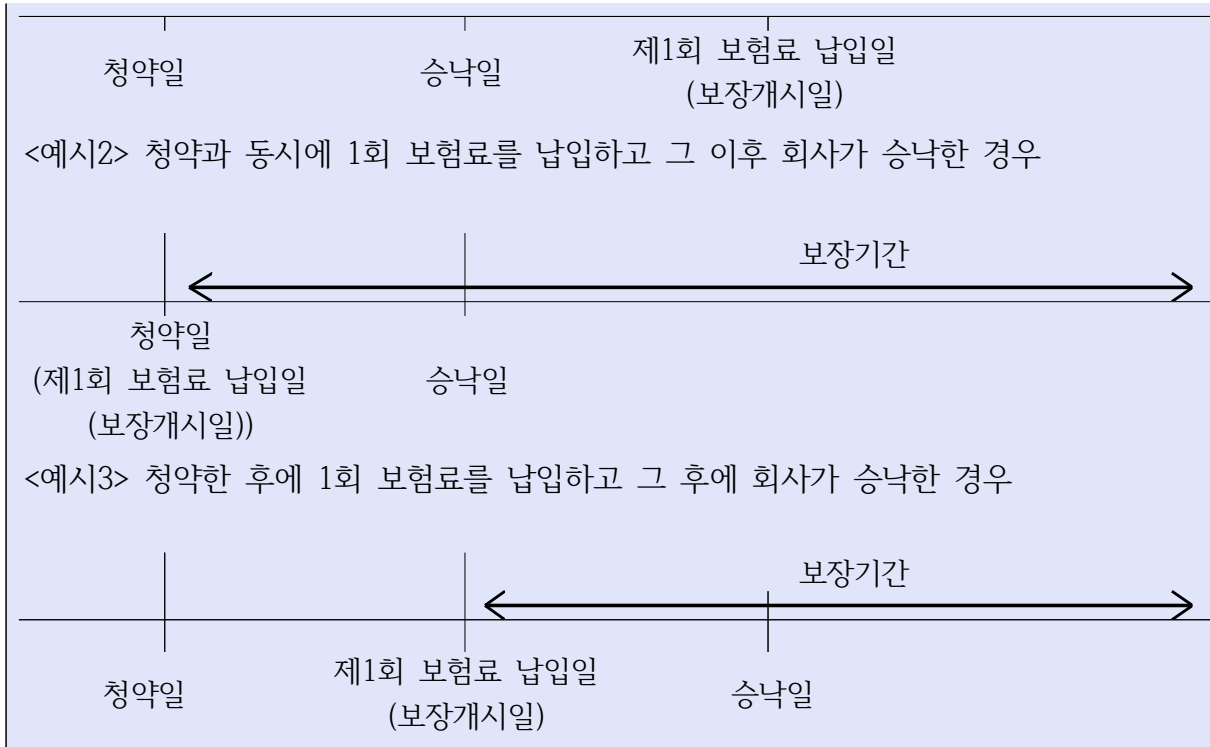 청약일 승낙일 제1회 보험료 납입일
(보장개시일)
<예시2> 청약과 동시에 1회 보험료를 납입하고 그 이후 회사가 승낙한 경우
보장기간
청약일
(제1회 보험료 납입일 승낙일
(보장개시일))
<예시3> 청약한 후에 1회 보험료를 납입하고 그 후에 회사가 승낙한 경우
보장기간
청약일 제1회 보험료 납입일 승낙일
(보장개시일)